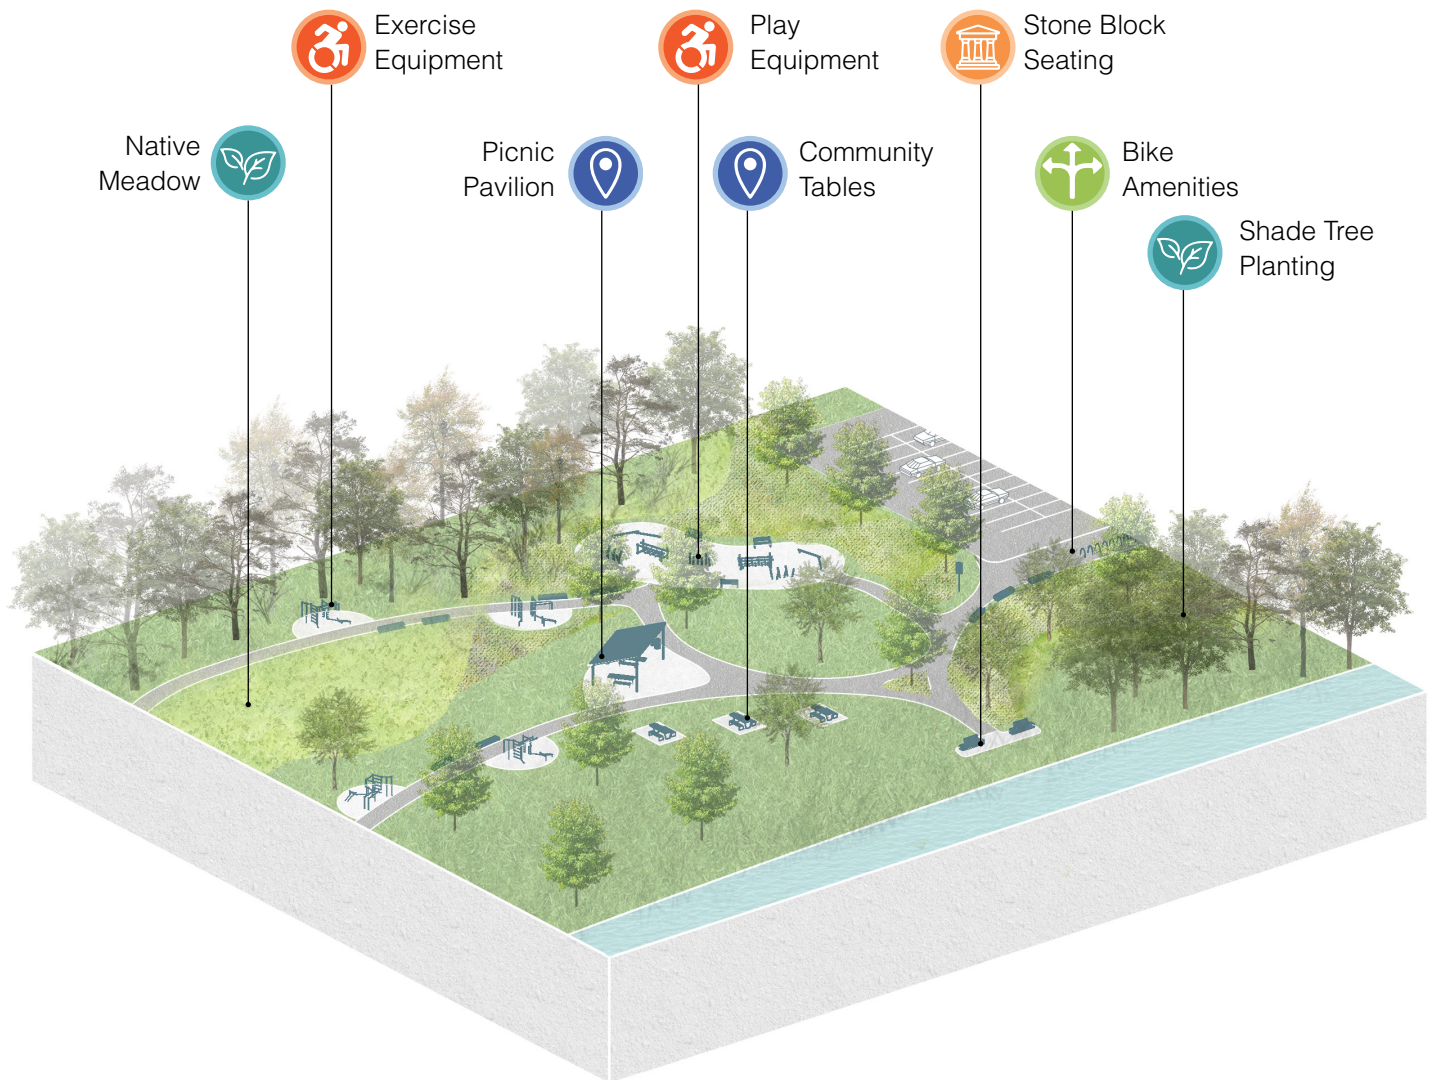 Exercise
Equipment
Play
Equipment
Stone Block
Seating
Native
Meadow
Picnic
Pavilion
Community
Tables
Bike
Amenities
Shade Tree
Planting